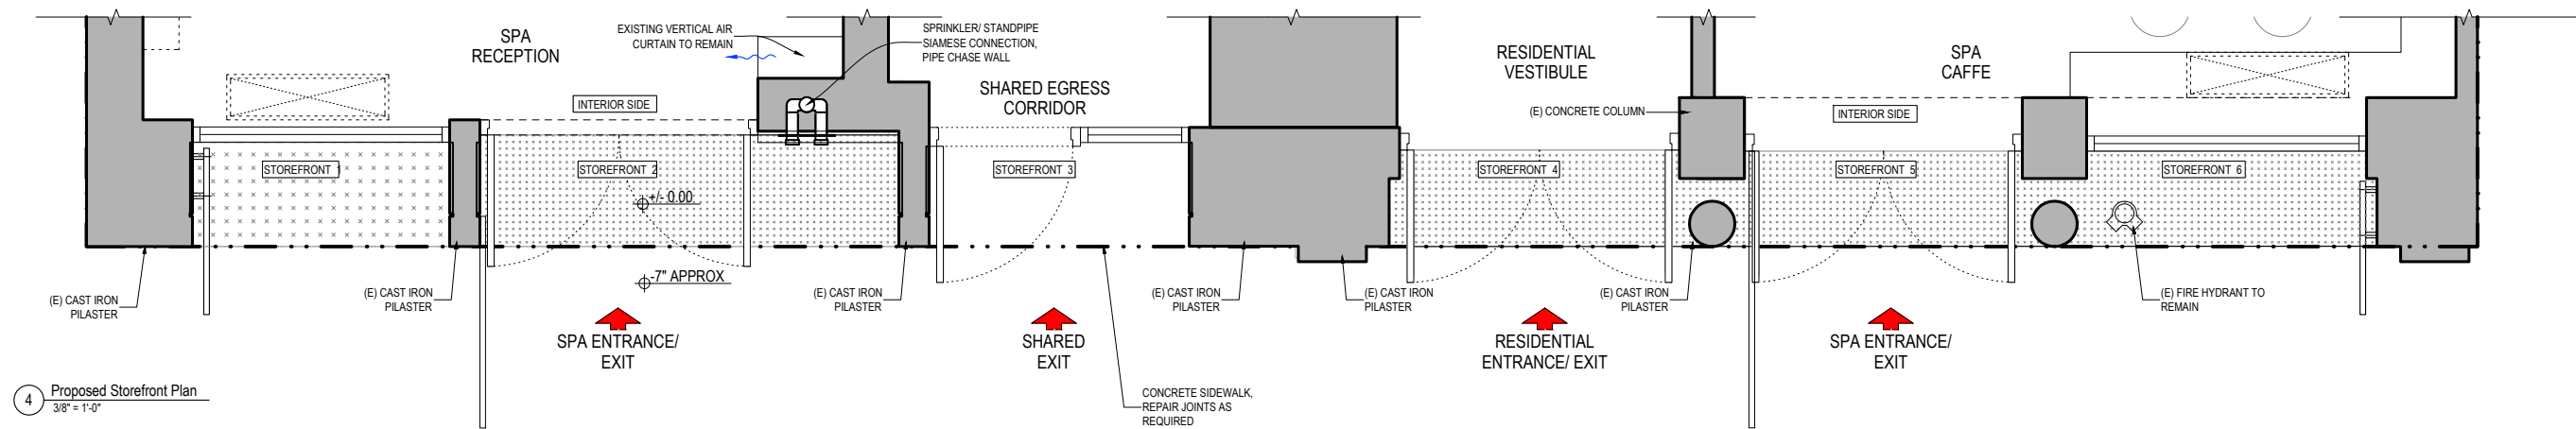 SPA
RECEPTION
EXISTING VERTICAL AIR
CURTAIN TO REMAIN
SPRINKLER/ STANDPIPE
SIAMESE CONNECTION,
PIPE CHASE WALL
SHARED EGRESS
CORRIDOR
RESIDENTIAL
VESTIBULE
SPA
CAFFE
INTERIOR SIDE
(E) CONCRETE COLUMN
INTERIOR SIDE
STOREFRONT 1
STOREFRONT 2
STOREFRONT 3
STOREFRONT 4
STOREFRONT 5
STOREFRONT 6
+/- 0.00
-7" APPROX
(E) CAST IRON
PILASTER
(E) CAST IRON
PILASTER
(E) CAST IRON
PILASTER
(E) CAST IRON
PILASTER
(E) CAST IRON
PILASTER
(E) CAST IRON
PILASTER
(E) FIRE HYDRANT TO
REMAIN
SPA ENTRANCE/
EXIT
SHARED
EXIT
RESIDENTIAL
ENTRANCE/ EXIT
SPA ENTRANCE/
EXIT
CONCRETE SIDEWALK,
REPAIR JOINTS AS
REQUIRED
4
Proposed Storefront Plan
3/8" = 1'-0"